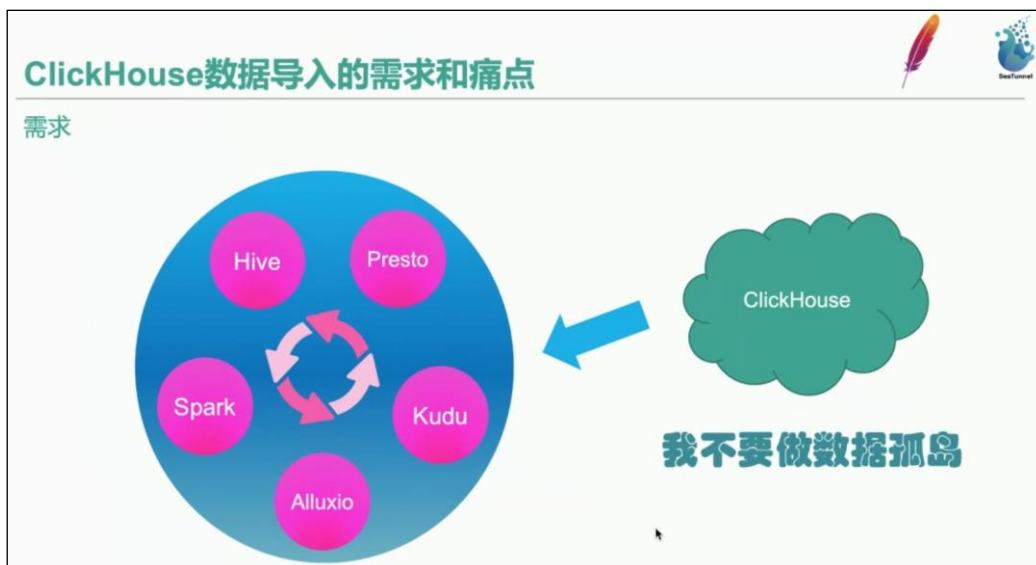 ClickHouse数据导入的需求和痛点
SeaTunnel
需求
Hive
Presto
ClickHouse
Spark
Kudu
我不要做数据孤岛
Alluxio